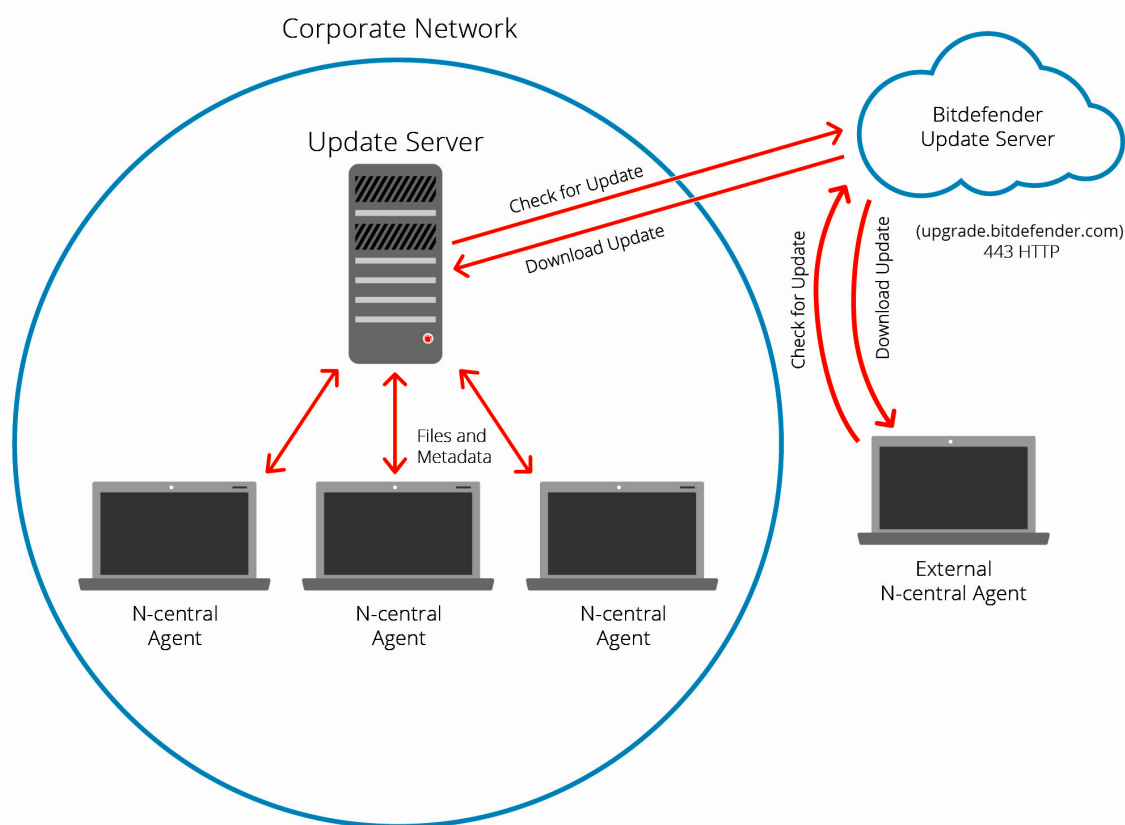 Corporate Network
Update Server
Check for Update
Download Update
Bitdefender
Update Server
(upgrade.bitdefender.com)
443 HTTP
Check for Update
Download Update
Files and
Metadata
N-central
Agent
N-central
Agent
N-central
Agent
External
N-central Agent